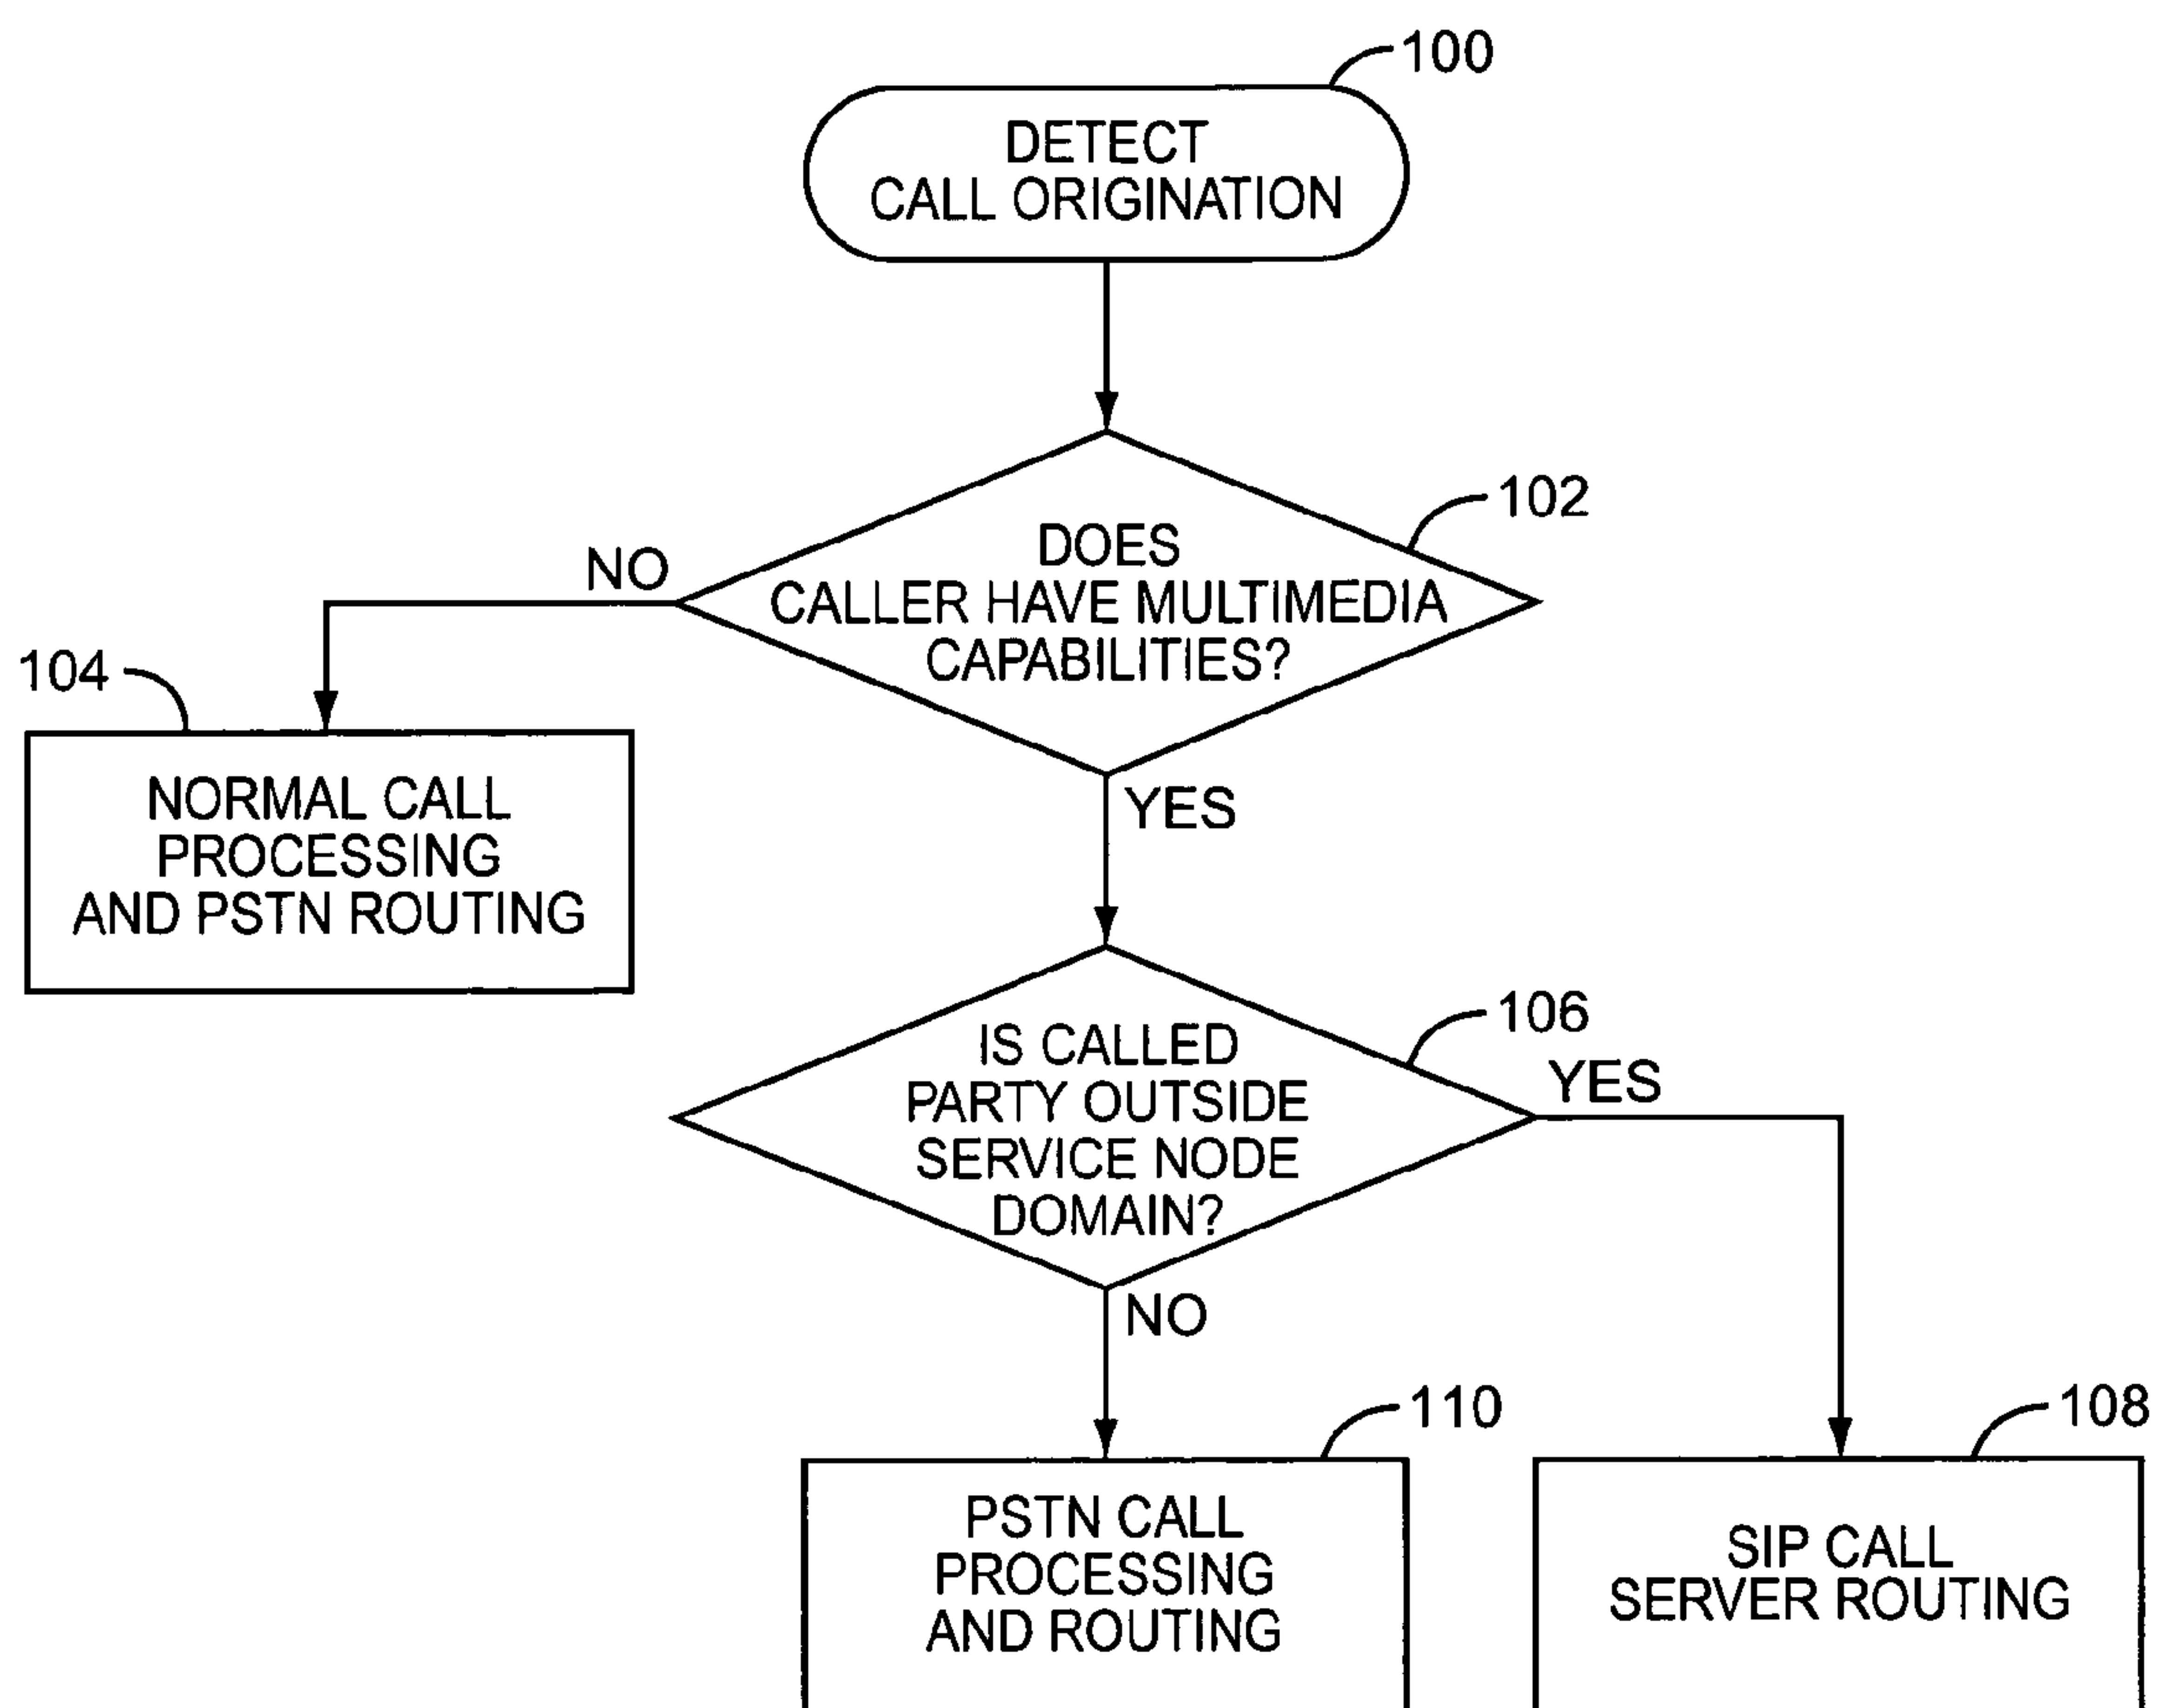 100
DETECT
CALL ORIGINATION
102
DOES
CALLER HAVE MULTIMEDIA
CAPABILITIES?
NO
104
NORMAL CALL
PROCESSING
AND PSTN ROUTING
YES
106
IS CALLED
PARTY OUTSIDE
SERVICE NODE
DOMAIN?
YES
NO
110
PSTN CALL
PROCESSING
AND ROUTING
108
SIP CALL
SERVER ROUTING